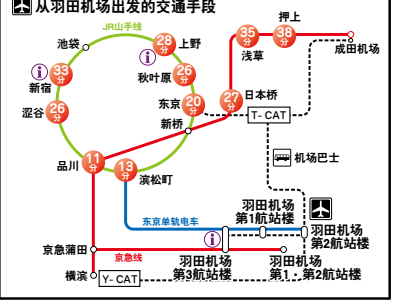 从羽田机场出发的交通手段
JR山手线
押上
池袋
28分
上野
35分
38分
浅草
成田机场
33分
新宿
26分
秋叶原
涩谷
26分
东京
20分
27分
日本桥
T-CAT
新桥
品川
11分
13分
滨松町
机场巴士
东京单轨电车
羽田机场
第1航站楼
羽田机场
第2航站楼
京急蒲田
京急线
羽田机场
第3航站楼
羽田机场
第1・第2航站楼
横滨
Y-CAT